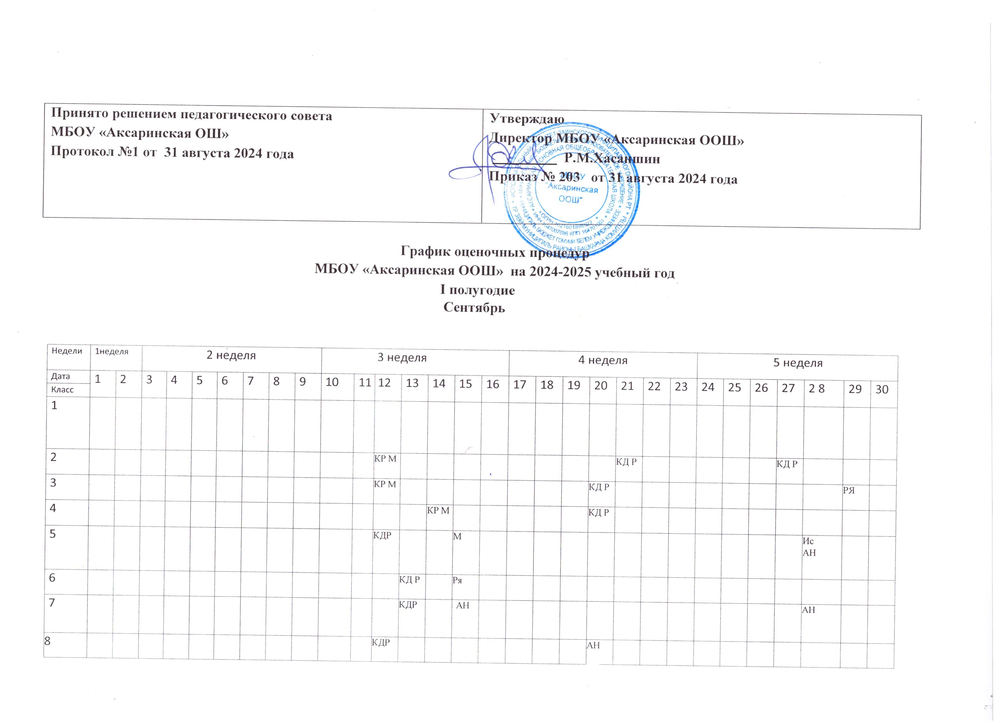 Принято решением педагогического совета
МБОУ «Аксаринская ОШ»
Протокол №1 от 31 августа 2024 года
Утверждаю
Директор МБОУ «Аксаринская ООШ»
__________ Р.М.Хасаншин
Приказ № 203 от 31 августа 2024 года
МБОУ
"Аксаринская
ООШ"
График оценочных процедур
МБОУ «Аксаринская ООШ» на 2024-2025 учебный год
I полугодие
Сентябрь
Недели 1неделя 2 неделя 3 неделя 4 неделя 5 неделя
Дата 1 2 3 4 5 6 7 8 9 10 11 12 13 14 15 16 17 18 19 20 21 22 23 24 25 26 27 2 8 29 30
Класс
1
2 КР М КД Р КД Р
3 КР М КД Р РЯ
4 КР М КД Р
5 КДР М Ис
АН
6 КД Р Ря
7 КДР АН АН
8 КДР АН